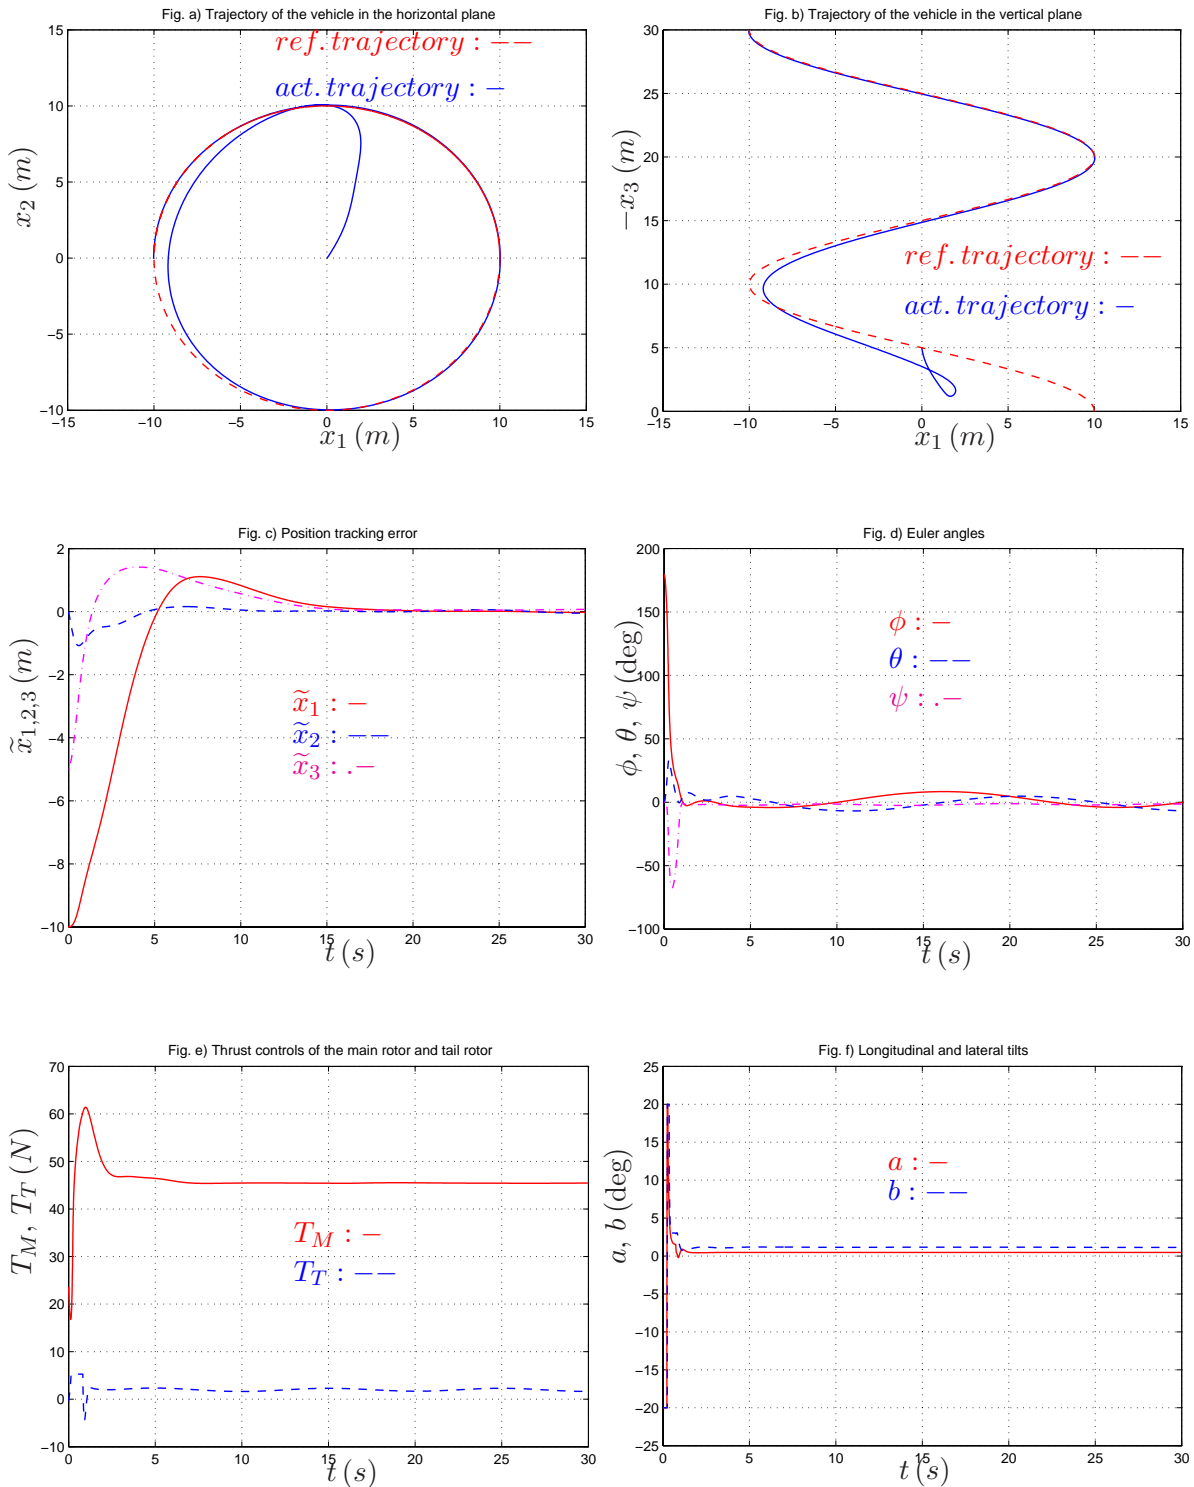 Fig. a) Trajectory of the vehicle in the horizontal plane
15
10
5
0
−5
−10
−15
−10
−5
0
5
10
15
x₂ (m)
x₁ (m)
ref.trajectory : −−
act.trajectory : −
Fig. b) Trajectory of the vehicle in the vertical plane
30
25
20
15
10
5
0
−15
−10
−5
0
5
10
15
−x₃ (m)
x₁ (m)
ref.trajectory : −−
act.trajectory : −
Fig. c) Position tracking error
2
0
−2
−4
−6
−8
−10
0
5
10
15
20
25
30
x̃₁,₂,₃ (m)
t (s)
x̃₁ : −
x̃₂ : −−
x̃₃ : .−
Fig. d) Euler angles
200
150
100
50
0
−50
−100
0
5
10
15
20
25
30
ϕ, θ, ψ (deg)
t (s)
ϕ : −
θ : −−
ψ : .−
Fig. e) Thrust controls of the main rotor and tail rotor
70
60
50
40
30
20
10
0
−10
0
5
10
15
20
25
30
T_M, T_T (N)
t (s)
T_M : −
T_T : −−
Fig. f) Longitudinal and lateral tilts
25
20
15
10
5
0
−5
−10
−15
−20
−25
0
5
10
15
20
25
30
a, b (deg)
t (s)
a : −
b : −−